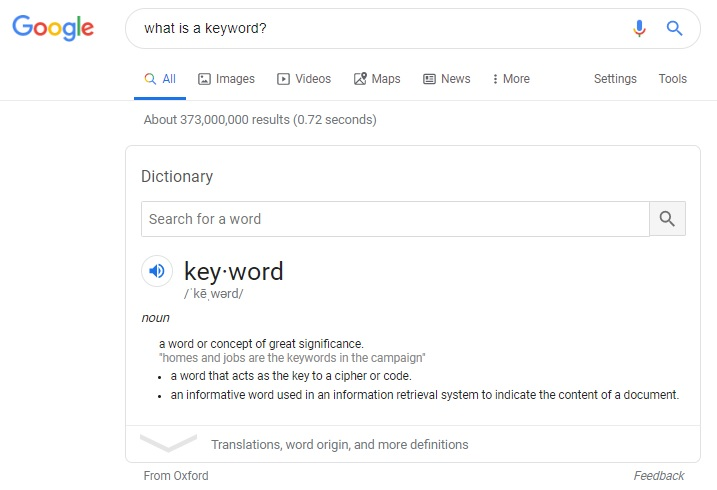 Google
what is a keyword?
All Images Videos Maps News More Settings Tools
About 373,000,000 results (0.72 seconds)
Dictionary
Search for a word
key·word
/ˈkēˌwərd/
noun
a word or concept of great significance.
"homes and jobs are the keywords in the campaign"
• a word that acts as the key to a cipher or code.
• an informative word used in an information retrieval system to indicate the content of a document.
Translations, word origin, and more definitions
From Oxford Feedback